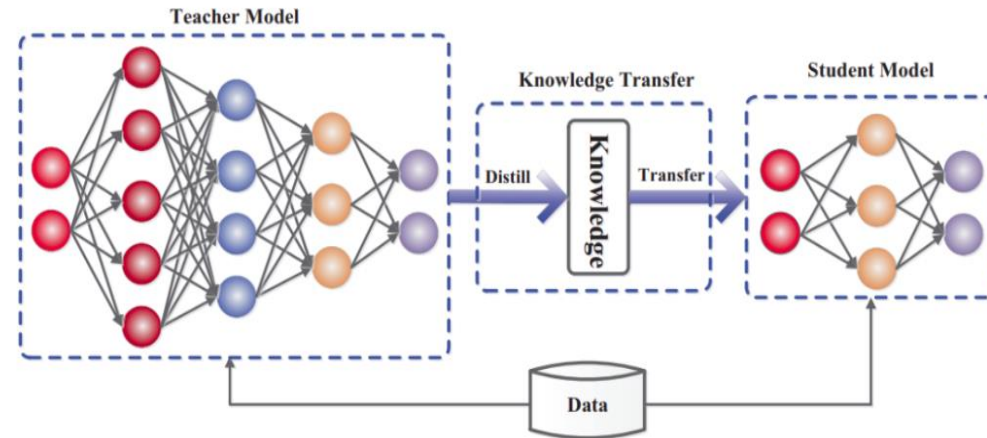 Teacher Model
Knowledge Transfer
Student Model
Distill
Knowledge
Transfer
Data